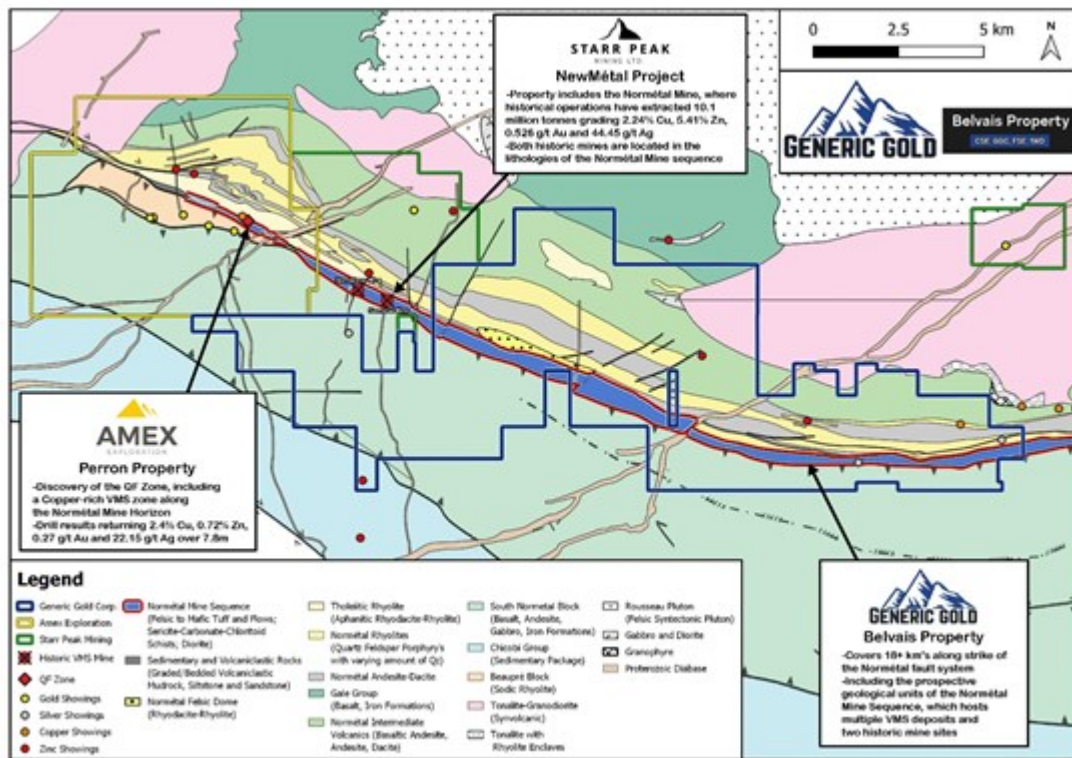 0 2.5 5 km
N
STARR PEAK
MINING LTD.
NewMétal Project
-Property includes the Normétal Mine, where
historical operations have extracted 10.1
million tonnes grading 2.24% Cu, 5.41% Zn,
0.526 g/t Au and 44.45 g/t Ag
-Both historic mines are located in the
lithologies of the Normétal Mine sequence
GENERIC GOLD
Belvais Property
CSE: GGC, FSE: 1WD
AMEX
EXPLORATION
Perron Property
-Discovery of the QF Zone, including
a Copper-rich VMS zone along
the Normétal Mine Horizon
-Drill results returning 2.4% Cu, 0.72% Zn,
0.27 g/t Au and 22.15 g/t Ag over 7.8m
GENERIC GOLD
Belvais Property
-Covers 18+ km's along strike of
the Normétal fault system
-Including the prospective
geological units of the Normétal
Mine Sequence, which hosts
multiple VMS deposits and
two historic mine sites
Legend
Generic Gold Corp.
Amex Exploration
Starr Peak Mining
Historic VMS Mine
QF Zone
Gold Showings
Silver Showings
Copper Showings
Zinc Showings
Normétal Mine Sequence
(Felsic to Mafic Tuff and Flows;
Sericite-Carbonate-Chloritoid
Schists; Diorite)
Sedimentary and Volcaniclastic Rocks
(Graded/Bedded Volcaniclastic
Mudrock, Siltstone and Sandstone)
Normétal Felsic Dome
(Rhyodacite-Rhyolite)
Tholeiitic Rhyolite
(Aphanitic Rhyodacite-Rhyolite)
Normétal Rhyolites
(Quartz Feldspar Porphyry's
with varying amount of Qz)
Normétal Andesite-Dacite
Gale Group
(Basalt, Iron Formations)
Normétal Intermediate
Volcanics (Basaltic Andesite,
Andesite, Dacite)
South Normetal Block
(Basalt, Andesite,
Gabbro, Iron Formations)
Chicobi Group
(Sedimentary Package)
Beaupré Block
(Sodic Rhyolite)
Tonalite-Granodiorite
(Synvolcanic)
Tonalite with
Rhyolite Enclaves
Rousseau Pluton
(Felsic Syntectonic Pluton)
Gabbro and Diorite
Granophyre
Proterozoic Diabase